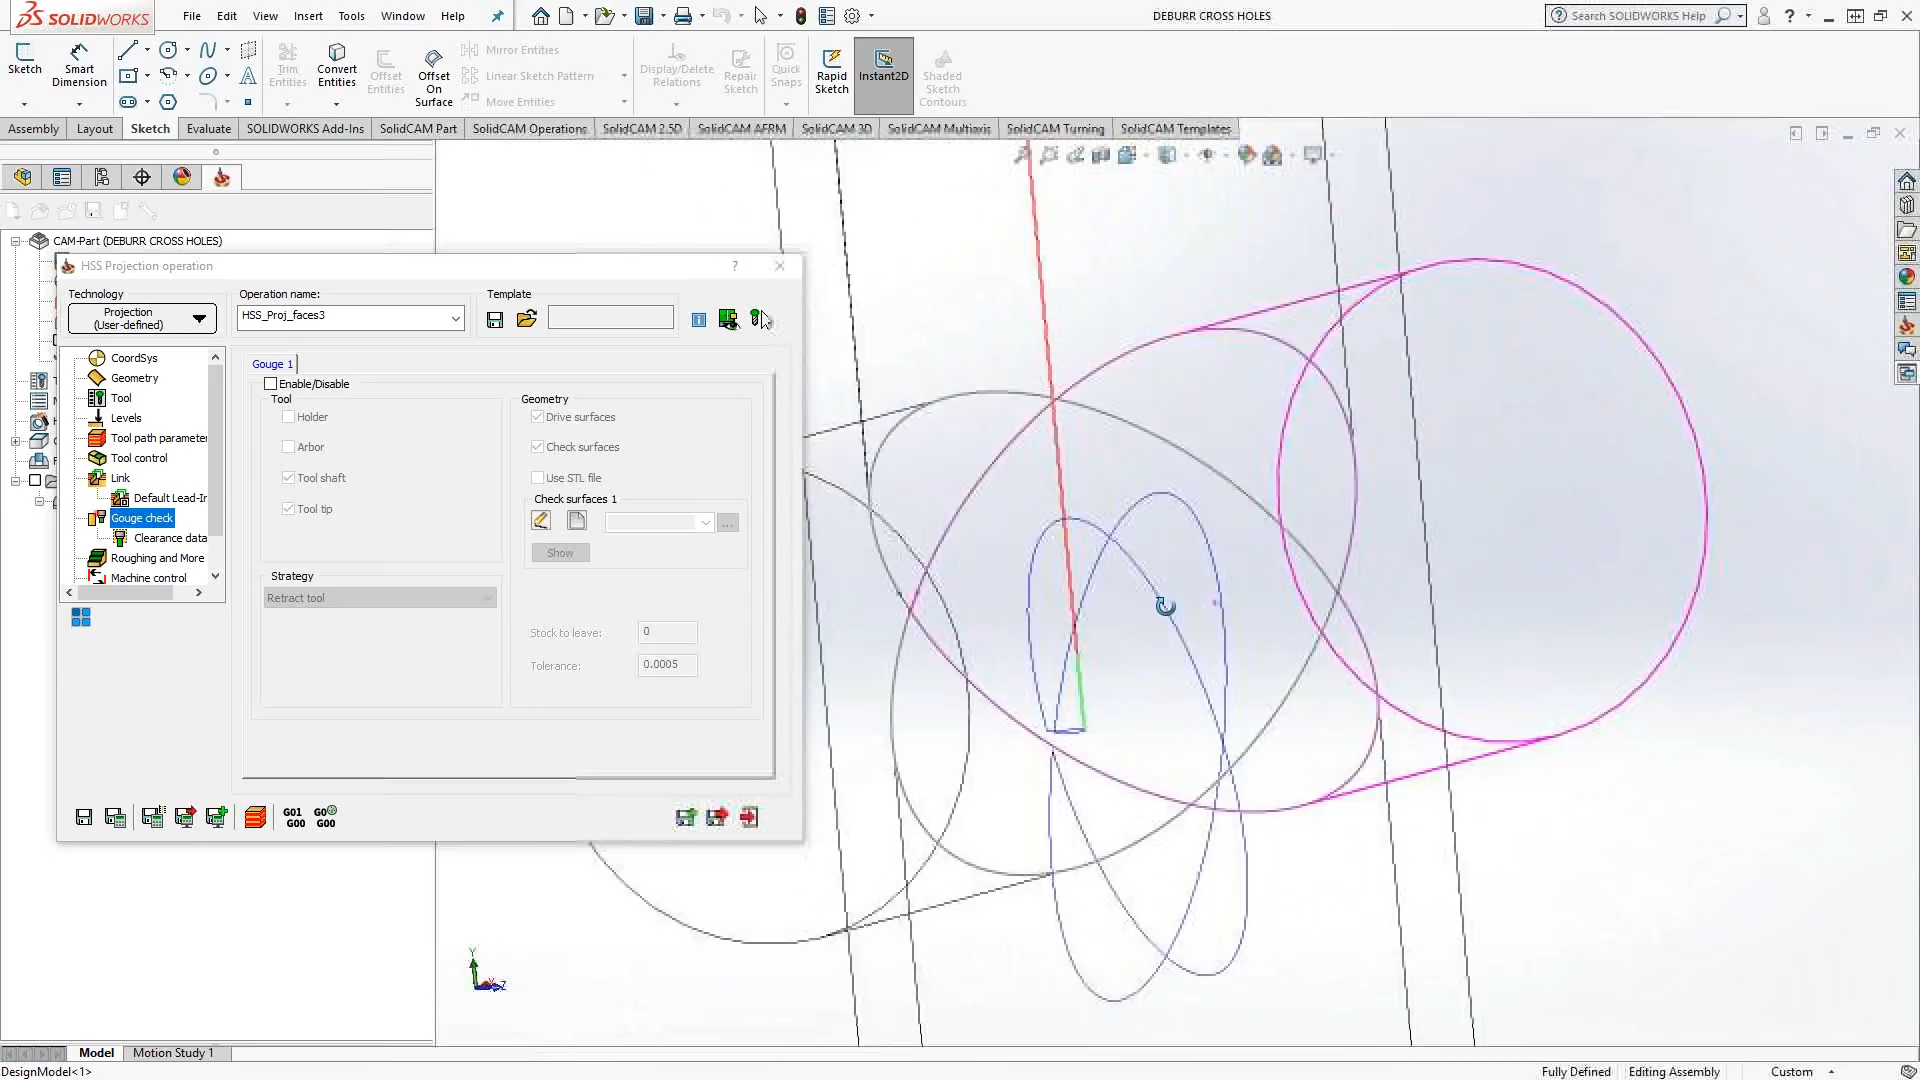 SOLIDWORKS
File Edit View Insert Tools Window Help
DEBURR CROSS HOLES
Search SOLIDWORKS Help
?
Sketch
Smart Dimension
Trim Entities
Convert Entities
Offset Entities
Offset On Surface
Mirror Entities
Linear Sketch Pattern
Move Entities
Display/Delete Relations
Repair Sketch
Quick Snaps
Rapid Sketch
Instant2D
Shaded Sketch Contours
Assembly Layout Sketch Evaluate SOLIDWORKS Add-Ins SolidCAM Part SolidCAM Operations SolidCAM 2.5D SolidCAM AFRM SolidCAM 3D SolidCAM Multiaxis SolidCAM Turning SolidCAM Templates
CAM-Part (DEBURR CROSS HOLES)
HSS Projection operation ?
Technology
Projection
(User-defined)
Operation name:
HSS_Proj_faces3
Template
CoordSys
Geometry
Tool
Levels
Tool path parameter
Tool control
Link
Default Lead-Ir
Gouge check
Clearance data
Roughing and More
Machine control
Gouge 1
Enable/Disable
Tool
Holder
Arbor
Tool shaft
Tool tip
Geometry
Drive surfaces
Check surfaces
Use STL file
Check surfaces 1
...
Show
Strategy
Retract tool
Stock to leave: 0
Tolerance: 0.0005
G01
G00
G0
G00
Y
Z
Model Motion Study 1
DesignModel<1>
Fully Defined Editing Assembly Custom